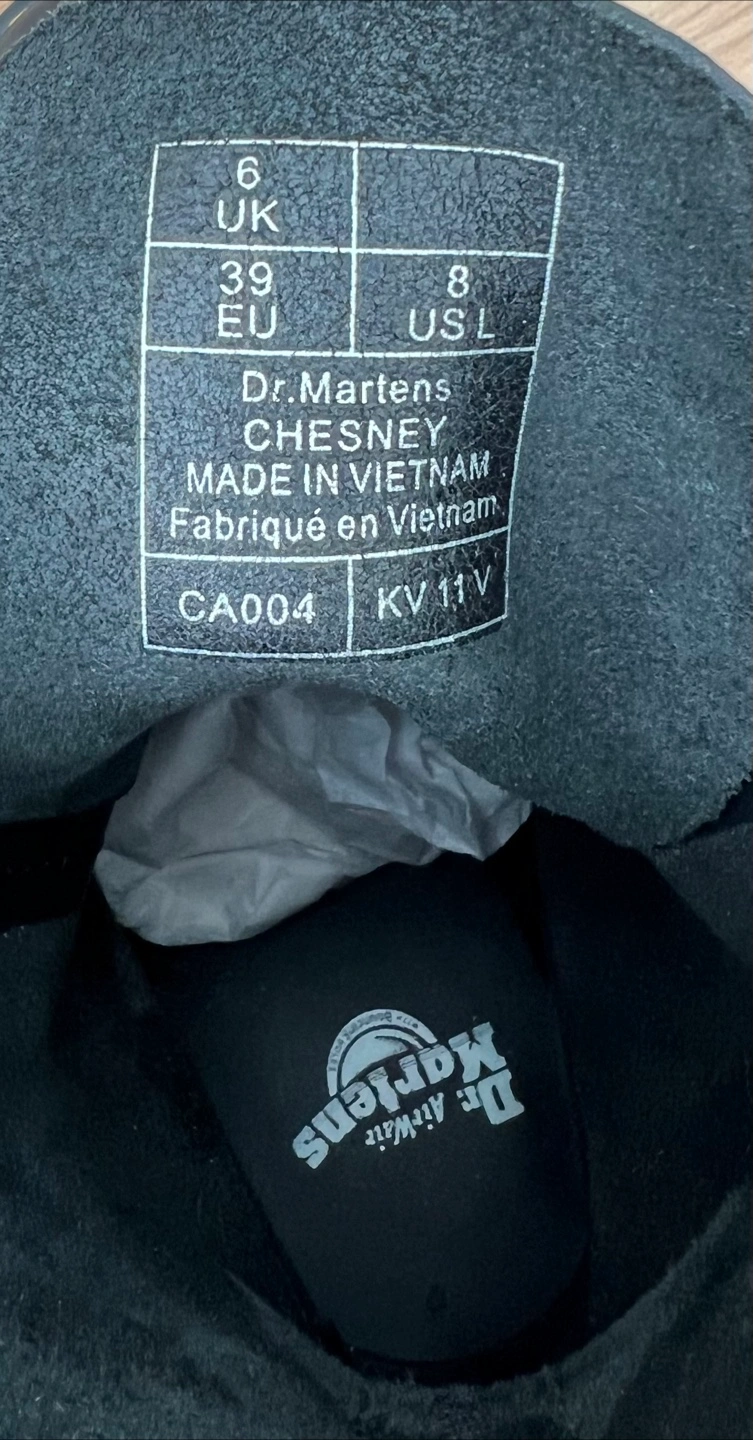 6
UK
39
EU
8
US L
Dr.Martens
CHESNEY
MADE IN VIETNAM
Fabriqué en Vietnam
CA004
KV 11 V
Dr.
Martens
AirWair